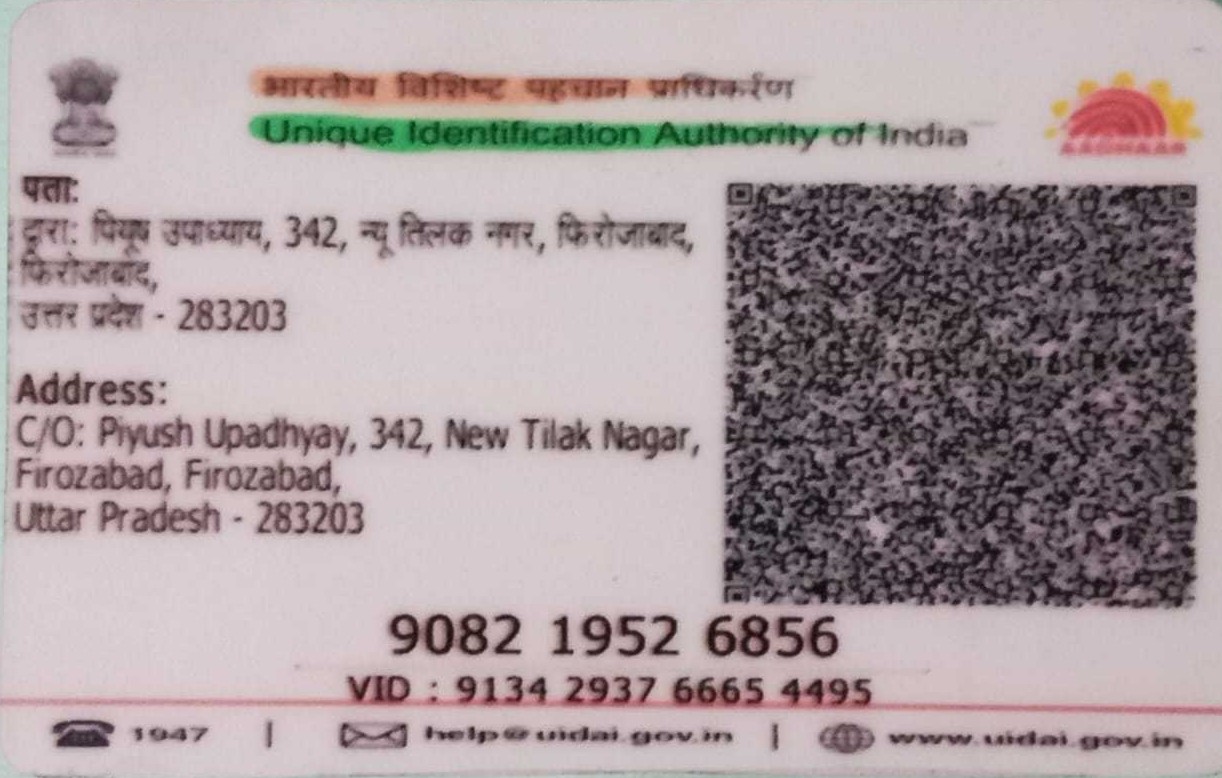 भारतीय विशिष्ट पहचान प्राधिकरण
Unique Identification Authority of India
AADHAAR
पता:
द्वारा: पियूष उपाध्याय, 342, न्यू तिलक नगर, फिरोजाबाद,
फिरोजाबाद,
उत्तर प्रदेश - 283203
Address:
C/O: Piyush Upadhyay, 342, New Tilak Nagar,
Firozabad, Firozabad,
Uttar Pradesh - 283203
9082 1952 6856
VID : 9134 2937 6665 4495
1947 | help@uidai.gov.in | www.uidai.gov.in